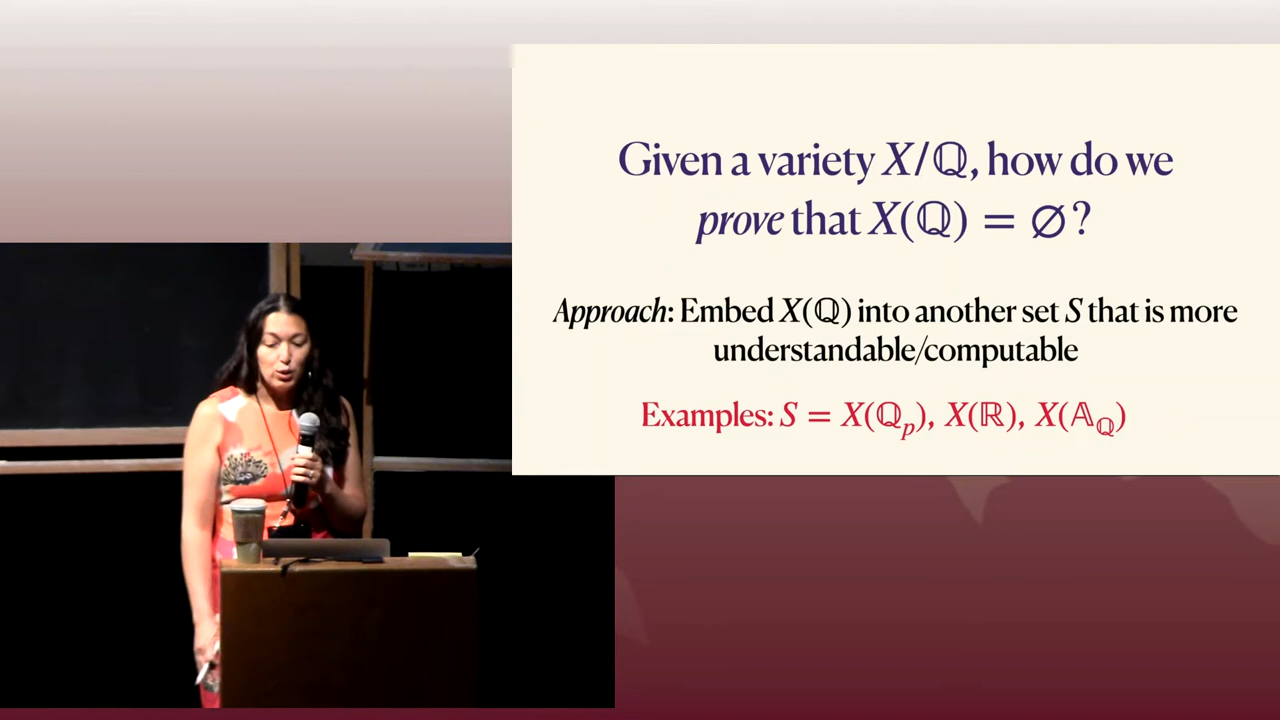 Given a variety X/ℚ, how do we
prove that X(ℚ) = ∅?
Approach: Embed X(ℚ) into another set S that is more
understandable/computable
Examples: S = X(ℚₚ), X(ℝ), X(𝔸_ℚ)